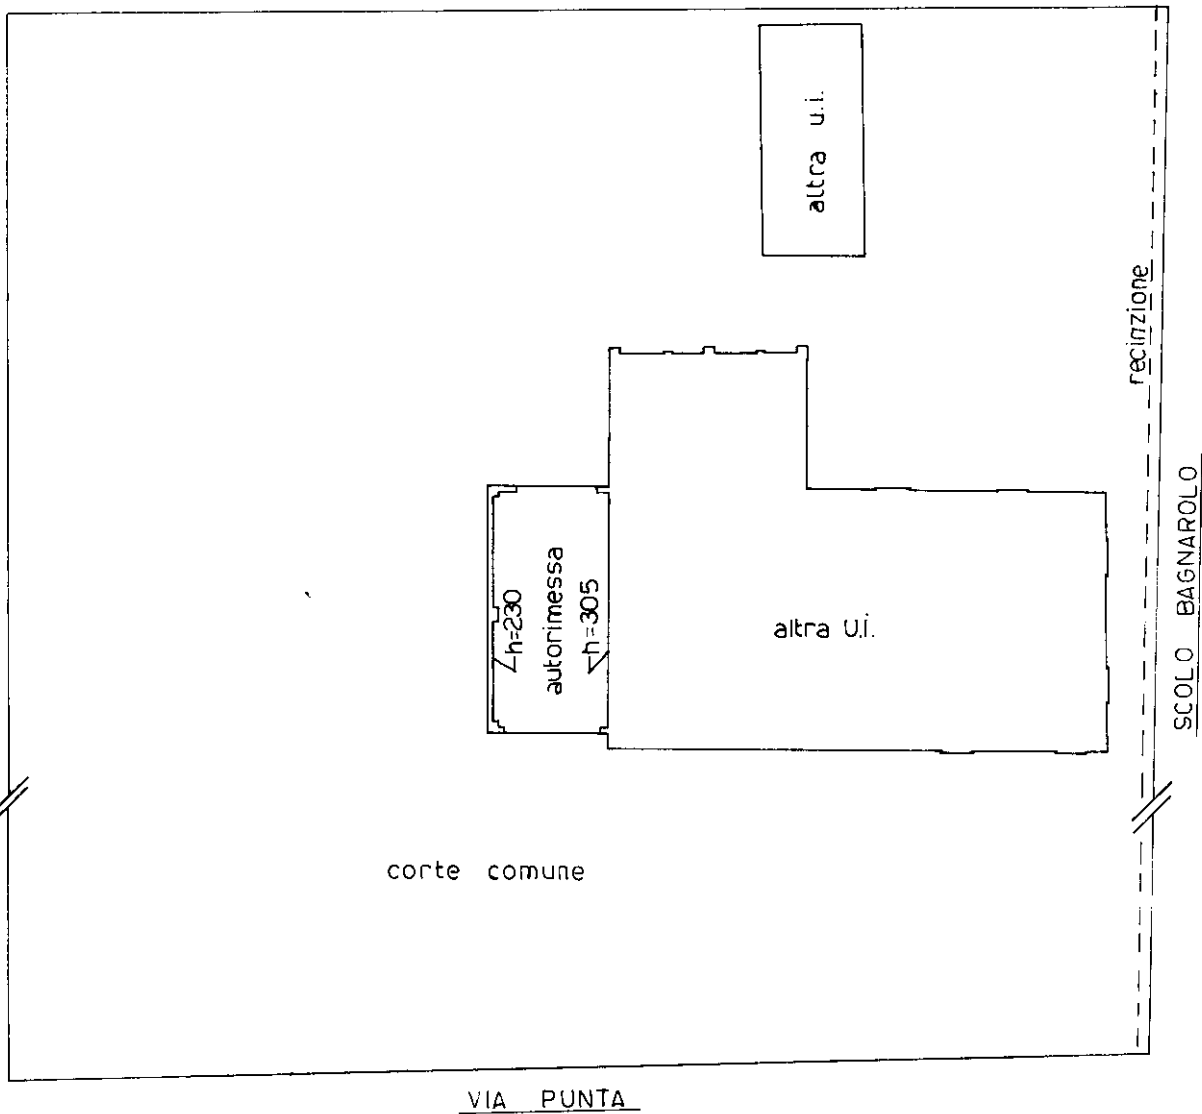 altra u.i.
recinzione
SCOLO BAGNAROLO
h=230
autorimessa
h=305
altra U.i.
corte comune
VIA PUNTA